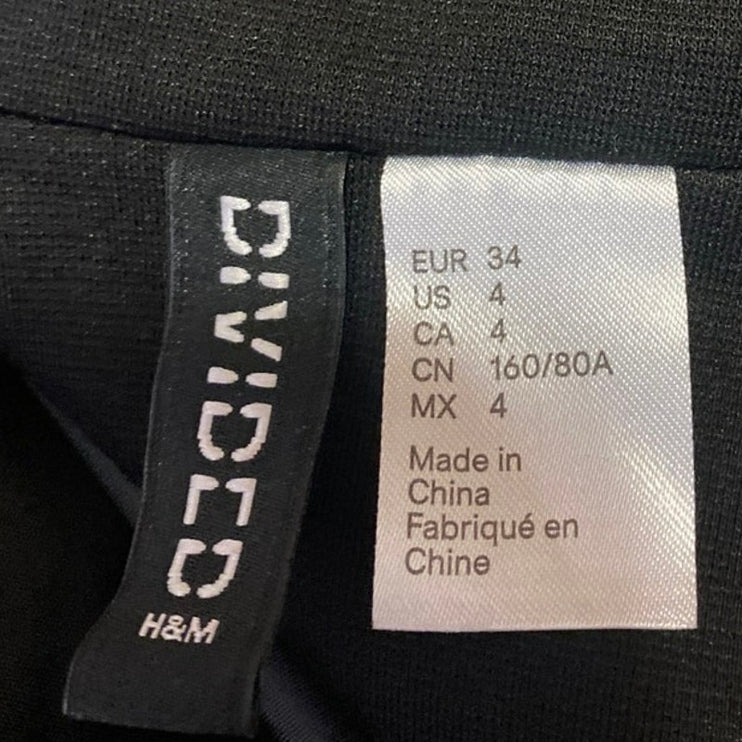 DIVIDED
H&M
EUR 34
US 4
CA 4
CN 160/80A
MX 4
Made in
China
Fabriqué en
Chine